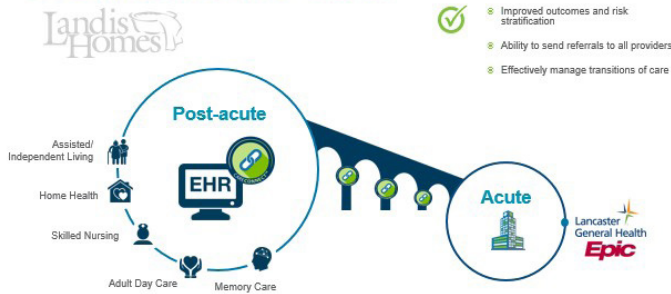 Landis
Homes
Improved outcomes and risk
stratification
Ability to send referrals to all providers
Effectively manage transitions of care
Post-acute
EHR
Assisted/
Independent Living
Home Health
Skilled Nursing
Adult Day Care
Memory Care
Acute
Lancaster
General Health
Epic